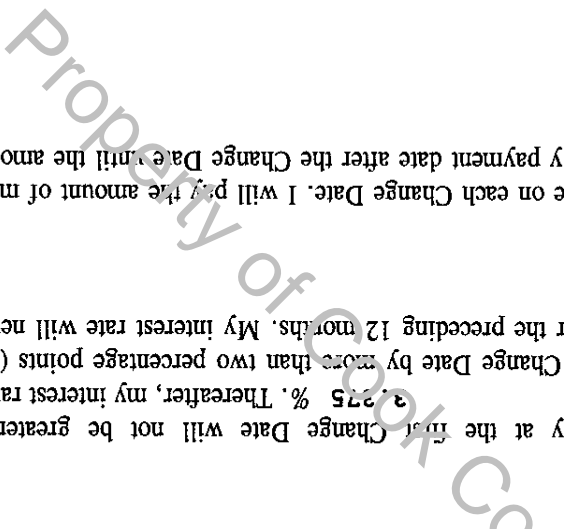 y at the first Change Date will not be greater
%. Thereafter, my interest ra
Change Date by more than two percentage points (
r the preceding 12 months. My interest rate will ne
e on each Change Date. I will pay the amount of m
y payment date after the Change Date until the amo
Property of Cook Co